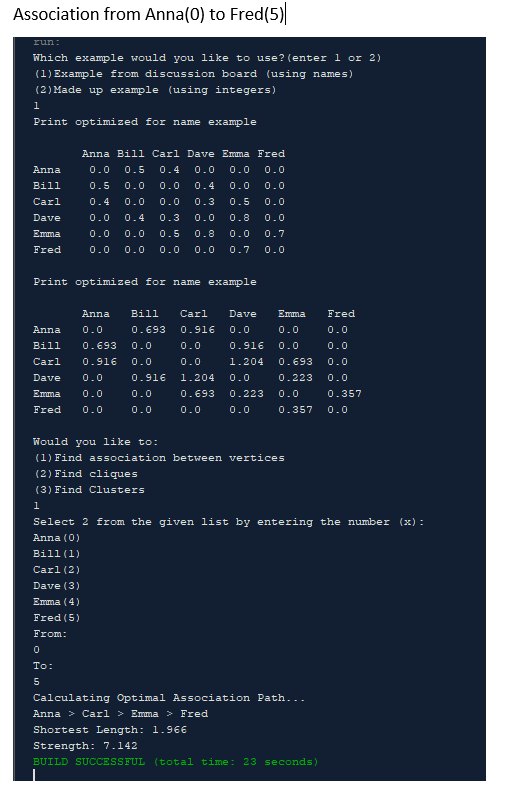 Association from Anna(0) to Fred(5)
run:
Which example would you like to use?(enter 1 or 2)
(1)Example from discussion board (using names)
(2)Made up example (using integers)
1
Print optimized for name example
Anna Bill Carl Dave Emma Fred
Anna 0.0 0.5 0.4 0.0 0.0 0.0
Bill 0.5 0.0 0.0 0.4 0.0 0.0
Carl 0.4 0.0 0.0 0.3 0.5 0.0
Dave 0.0 0.4 0.3 0.0 0.8 0.0
Emma 0.0 0.0 0.5 0.8 0.0 0.7
Fred 0.0 0.0 0.0 0.0 0.7 0.0
Print optimized for name example
Anna Bill Carl Dave Emma Fred
Anna 0.0 0.693 0.916 0.0 0.0 0.0
Bill 0.693 0.0 0.0 0.916 0.0 0.0
Carl 0.916 0.0 0.0 1.204 0.693 0.0
Dave 0.0 0.916 1.204 0.0 0.223 0.0
Emma 0.0 0.0 0.693 0.223 0.0 0.357
Fred 0.0 0.0 0.0 0.0 0.357 0.0
Would you like to:
(1)Find association between vertices
(2)Find cliques
(3)Find Clusters
1
Select 2 from the given list by entering the number (x):
Anna(0)
Bill(1)
Carl(2)
Dave(3)
Emma(4)
Fred(5)
From:
0
To:
5
Calculating Optimal Association Path...
Anna > Carl > Emma > Fred
Shortest Length: 1.966
Strength: 7.142
BUILD SUCCESSFUL (total time: 23 seconds)